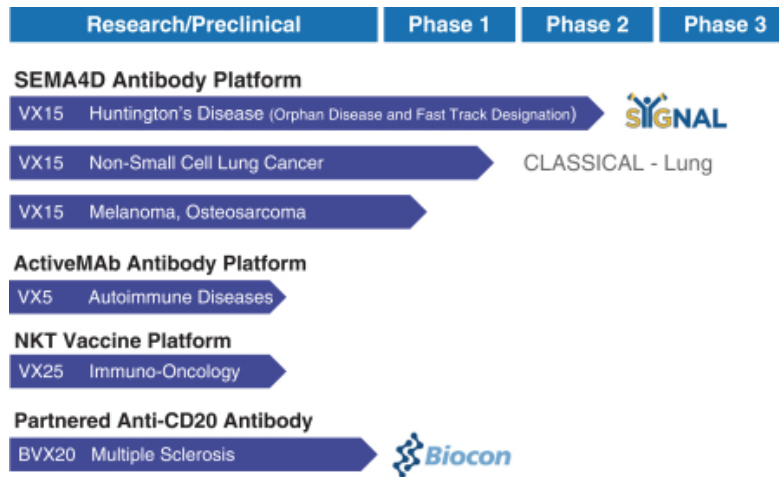 Research/Preclinical Phase 1 Phase 2 Phase 3
SEMA4D Antibody Platform
VX15 Huntington's Disease (Orphan Disease and Fast Track Designation) SIGNAL
VX15 Non-Small Cell Lung Cancer CLASSICAL - Lung
VX15 Melanoma, Osteosarcoma
ActiveMAb Antibody Platform
VX5 Autoimmune Diseases
NKT Vaccine Platform
VX25 Immuno-Oncology
Partnered Anti-CD20 Antibody
BVX20 Multiple Sclerosis Biocon